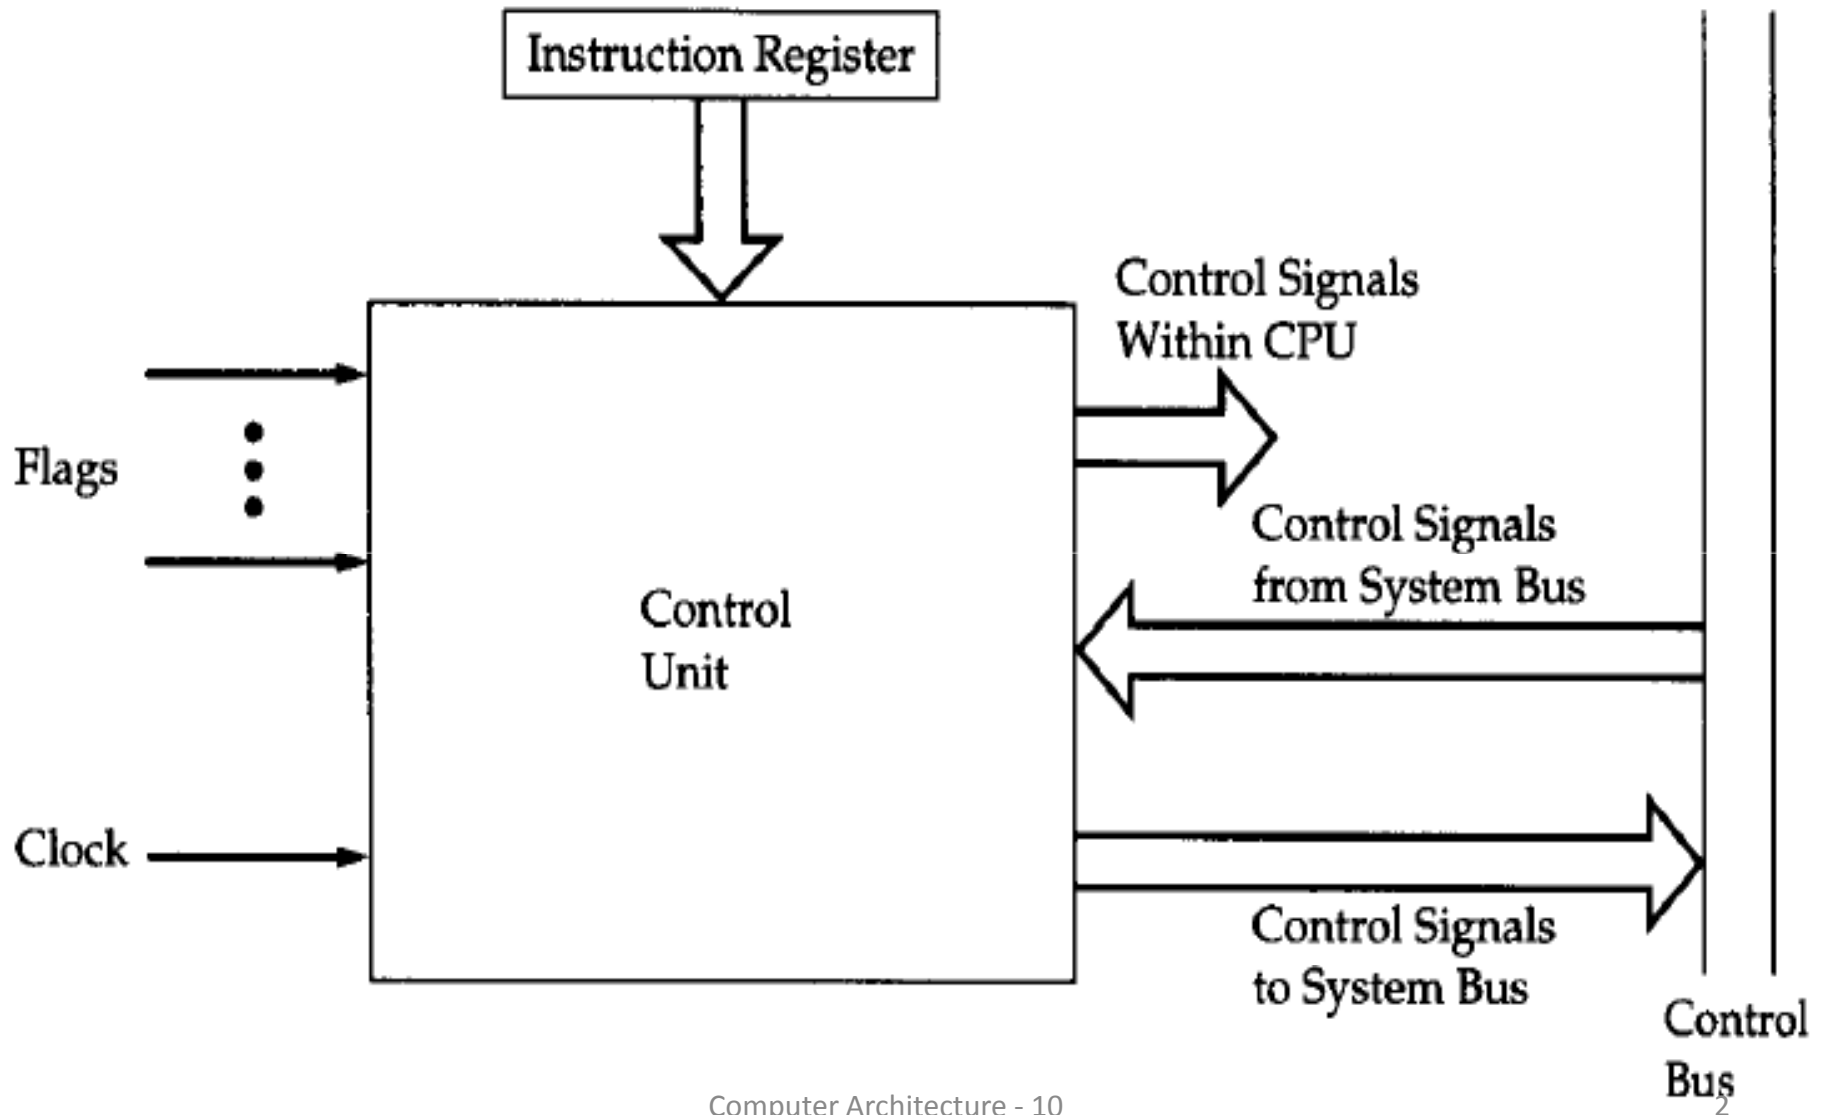 Instruction Register
Control Signals
Within CPU
Flags
Control Signals
from System Bus
Control
Unit
Clock
Control Signals
to System Bus
Control
Bus
Computer Architecture - 10
2